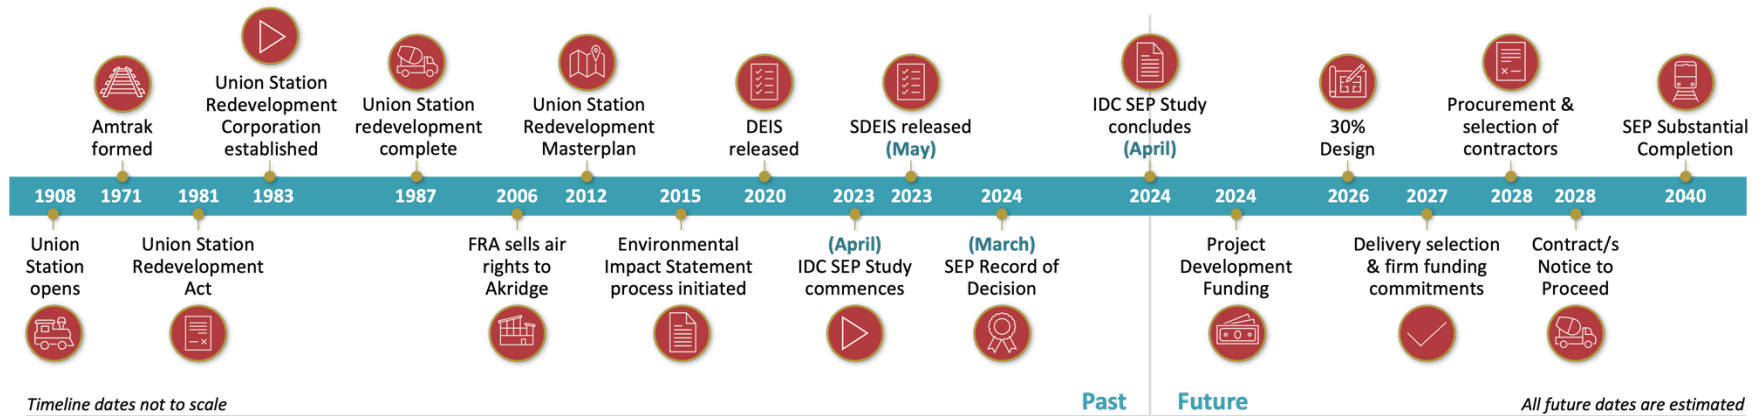 Amtrak
formed
Union Station
Redevelopment
Corporation
established
Union Station
redevelopment
complete
Union Station
Redevelopment
Masterplan
DEIS
released
SDEIS released
(May)
IDC SEP Study
concludes
(April)
30%
Design
Procurement &
selection of
contractors
SEP Substantial
Completion
1908 1971 1981 1983 1987 2006 2012 2015 2020 2023 2023 2024 2024 2024 2026 2027 2028 2028 2040
Union
Station
opens
Union Station
Redevelopment
Act
FRA sells air
rights to
Akridge
Environmental
Impact Statement
process initiated
(April)
IDC SEP Study
commences
(March)
SEP Record of
Decision
Project
Development
Funding
Delivery selection
& firm funding
commitments
Contract/s
Notice to
Proceed
Timeline dates not to scale
Past
Future
All future dates are estimated